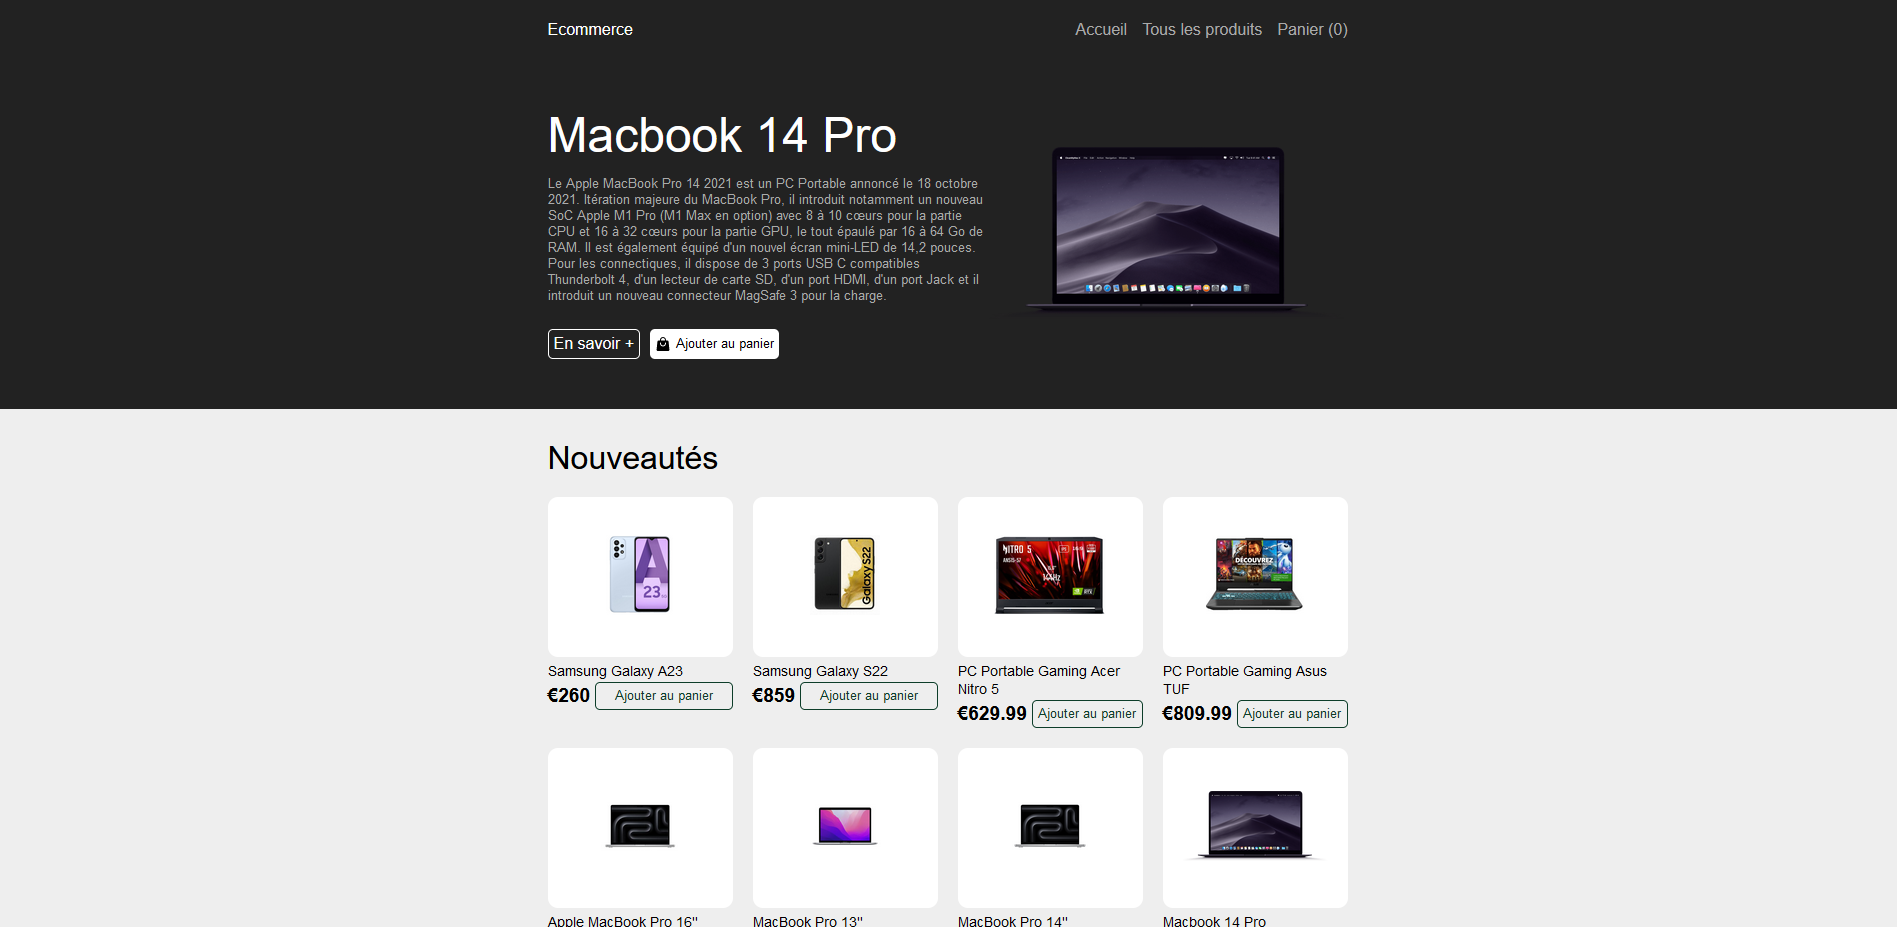 Ecommerce
Accueil Tous les produits Panier (0)
Macbook 14 Pro
Le Apple MacBook Pro 14 2021 est un PC Portable annoncé le 18 octobre
2021. Itération majeure du MacBook Pro, il introduit notamment un nouveau
SoC Apple M1 Pro (M1 Max en option) avec 8 à 10 cœurs pour la partie
CPU et 16 à 32 cœurs pour la partie GPU, le tout épaulé par 16 à 64 Go de
RAM. Il est également équipé d'un nouvel écran mini-LED de 14,2 pouces.
Pour les connectiques, il dispose de 3 ports USB C compatibles
Thunderbolt 4, d'un lecteur de carte SD, d'un port HDMI, d'un port Jack et il
introduit un nouveau connecteur MagSafe 3 pour la charge.
En savoir +
Ajouter au panier
Nouveautés
A
23
Samsung Galaxy A23
€260 Ajouter au panier
Galaxy S22
Samsung Galaxy S22
€859 Ajouter au panier
NITRO 5
PC Portable Gaming Acer
Nitro 5
€629.99 Ajouter au panier
DÉCOUVREZ
PC Portable Gaming Asus
TUF
€809.99 Ajouter au panier
Apple MacBook Pro 16"
MacBook Pro 13"
MacBook Pro 14"
Macbook 14 Pro